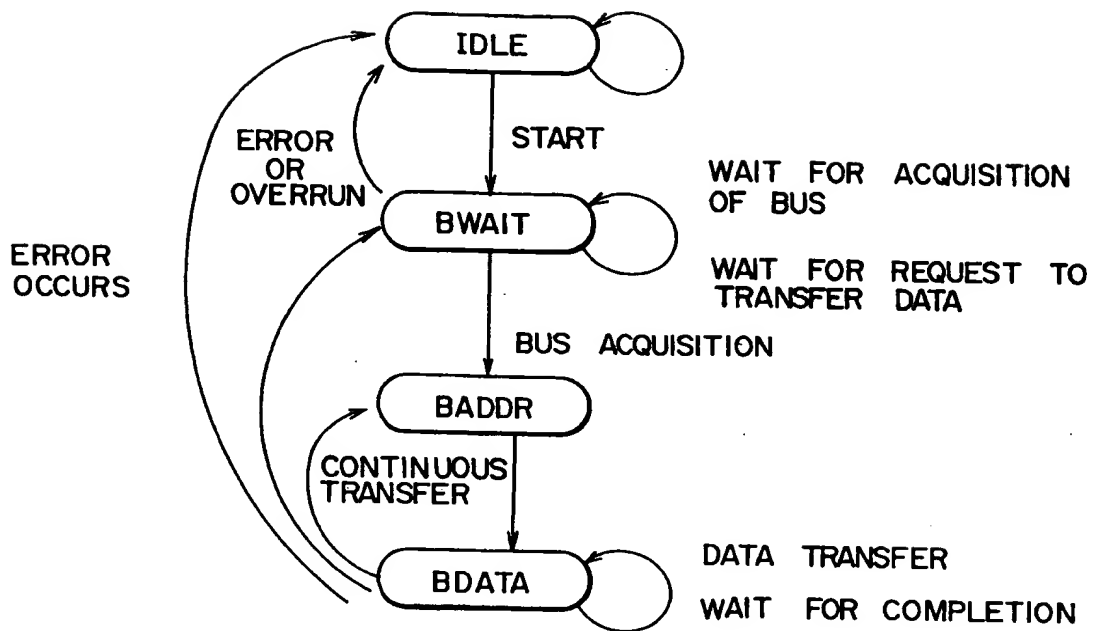 IDLE
START
ERROR
OR
OVERRUN
WAIT FOR ACQUISITION
OF BUS
BWAIT
ERROR
OCCURS
WAIT FOR REQUEST TO
TRANSFER DATA
BUS ACQUISITION
BADDR
CONTINUOUS
TRANSFER
BDATA
DATA TRANSFER
WAIT FOR COMPLETION